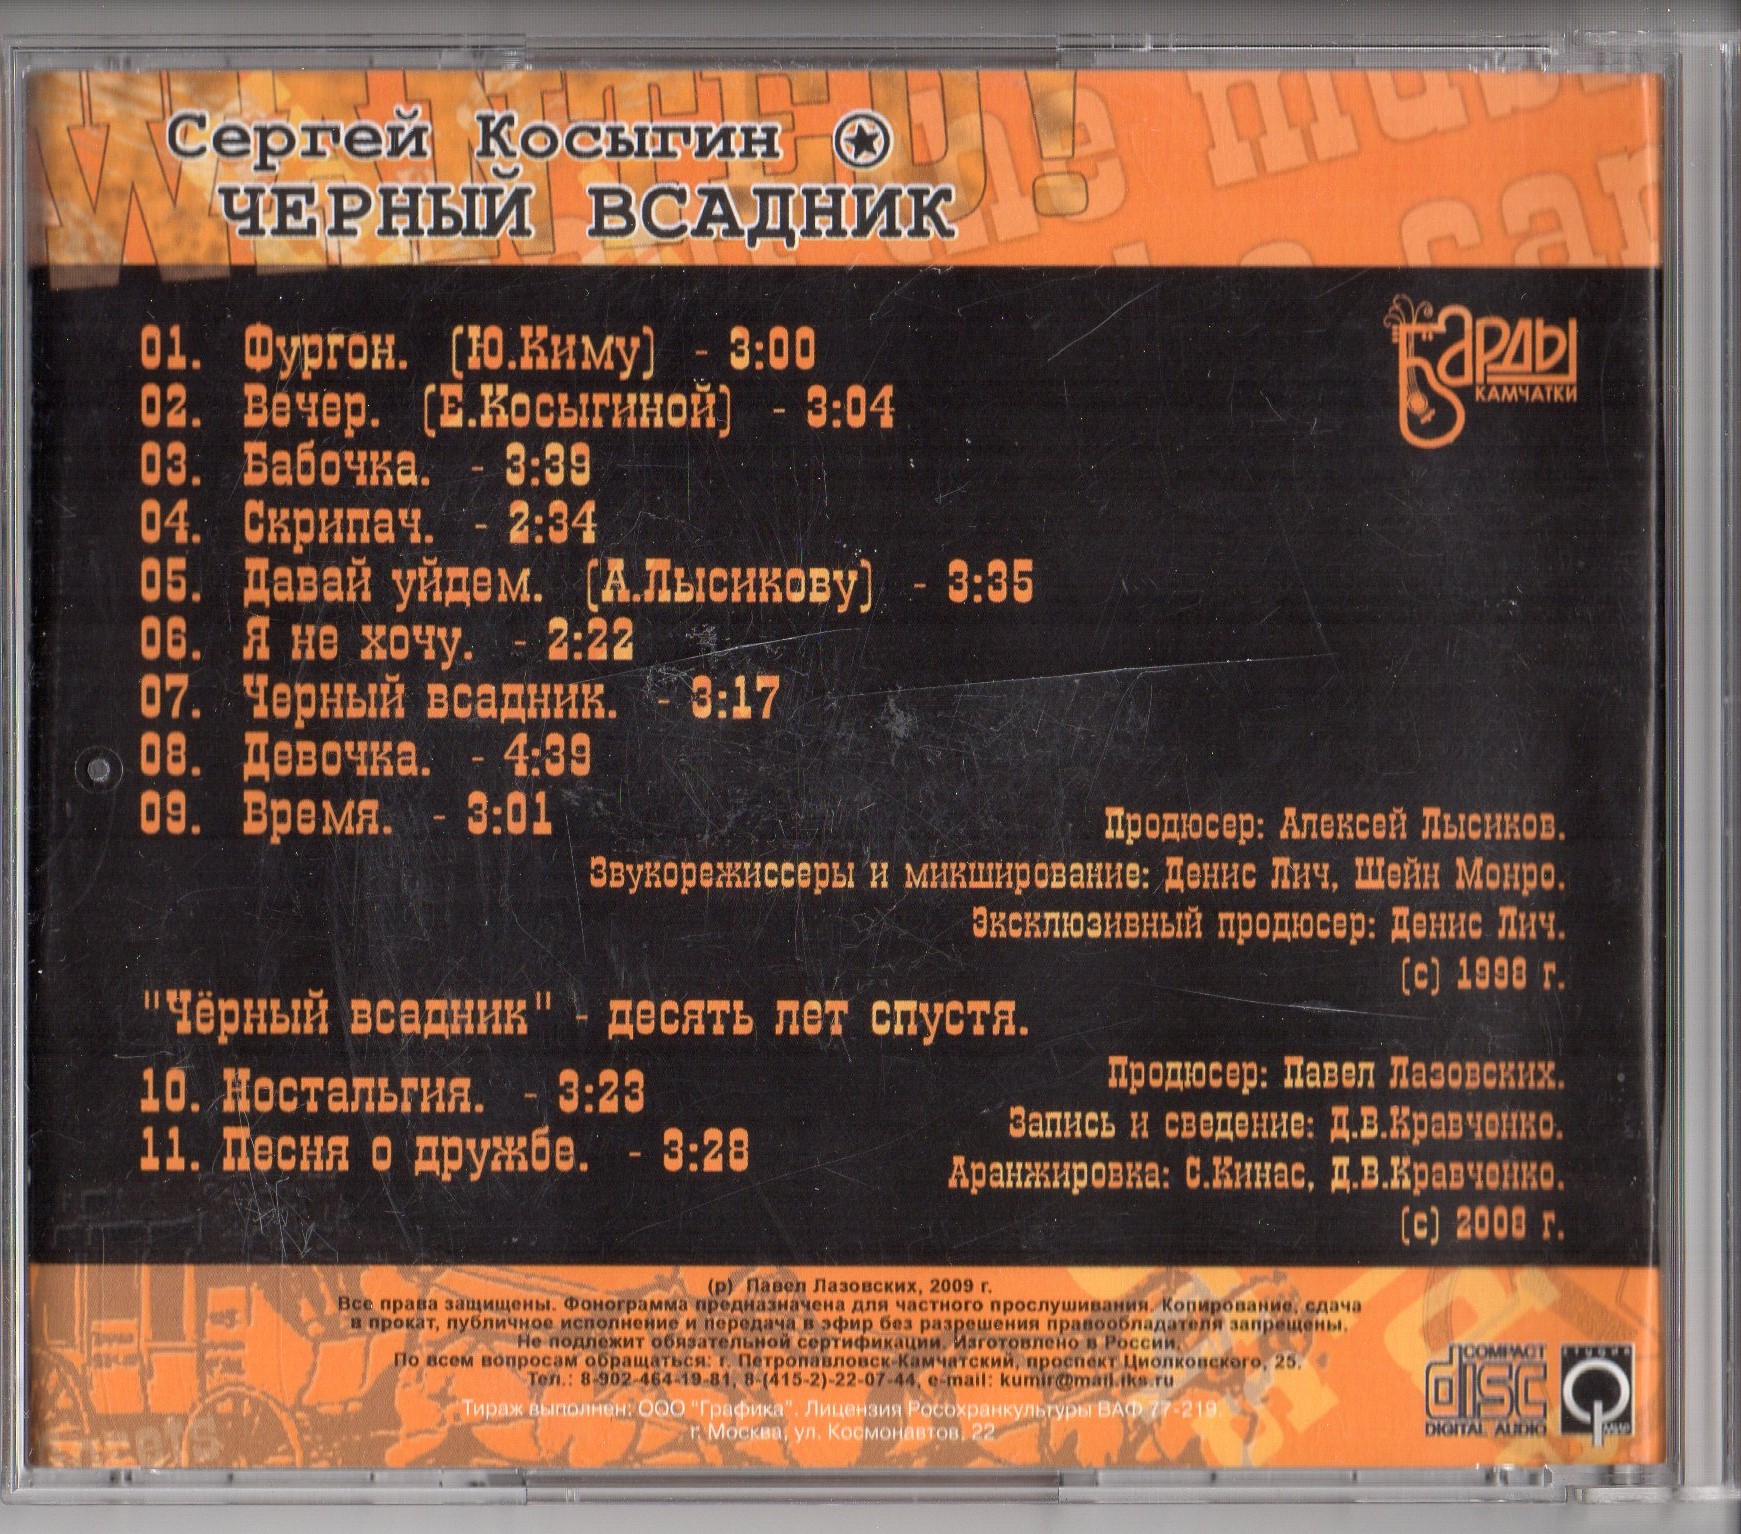 WANTED!
Сергей Косыгин
ЧЕРНЫЙ ВСАДНИК
01. Фургон. (Ю.Киму) - 3:00
02. Вечер. (Е.Косыгиной) - 3:04
03. Бабочка. - 3:39
04. Скрипач. - 2:34
05. Давай уйдем. (А.Лысикову) - 3:35
06. Я не хочу. - 2:22
07. Черный всадник. - 3:17
08. Девочка. - 4:39
09. Время. - 3:01
Барды
КАМЧАТКИ
Продюсер: Алексей Лысиков.
Звукорежиссеры и микширование: Денис Лич, Шейн Монро.
Эксклюзивный продюсер: Денис Лич.
(с) 1998 г.
"Чёрный всадник" - десять лет спустя.
10. Ностальгия. - 3:23
11. Песня о дружбе. - 3:28
Продюсер: Павел Лазовских.
Запись и сведение: Д.В.Кравченко.
Аранжировка: С.Кинас, Д.В.Кравченко.
(с) 2008 г.
(р) Павел Лазовских, 2009 г.
Все права защищены. Фонограмма предназначена для частного прослушивания. Копирование, сдача
в прокат, публичное исполнение и передача в эфир без разрешения правообладателя запрещены.
Не подлежит обязательной сертификации. Изготовлено в России.
По всем вопросам обращаться: г. Петропавловск-Камчатский, проспект Циолковского, 25.
Тел.: 8-902-464-19-81, 8-(415-2)-22-07-44, e-mail: kumir@mail.iks.ru
Тираж выполнен: ООО "Графика". Лицензия Росохранкультуры ВАФ 77-219.
г. Москва, ул. Космонавтов, 22
COMPACT
disc
DIGITAL AUDIO
СТУДИЯ